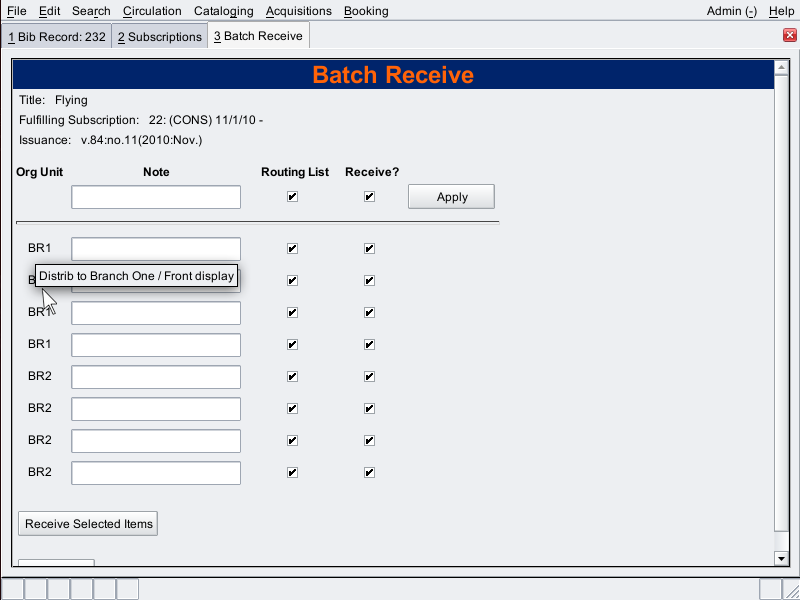 File Edit Search Circulation Cataloging Acquisitions Booking Admin (-) Help
1 Bib Record: 232 2 Subscriptions 3 Batch Receive
Batch Receive
Title: Flying
Fulfilling Subscription: 22: (CONS) 11/1/10 -
Issuance: v.84:no.11(2010:Nov.)
Org Unit Note Routing List Receive?
Apply
BR1
Distrib to Branch One / Front display
BR1
BR1
BR2
BR2
BR2
BR2
Receive Selected Items